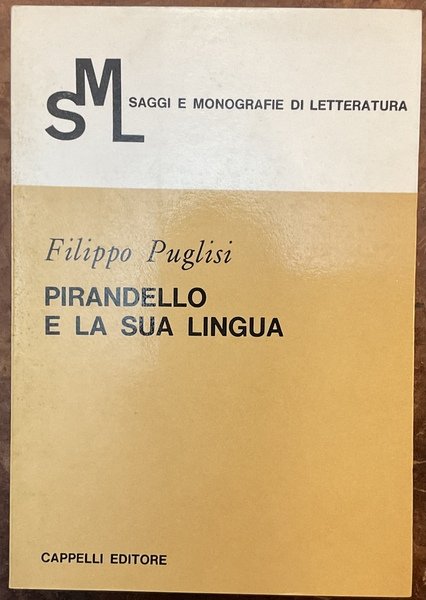 SML SAGGI E MONOGRAFIE DI LETTERATURA
Filippo Puglisi
PIRANDELLO
E LA SUA LINGUA
CAPPELLI EDITORE